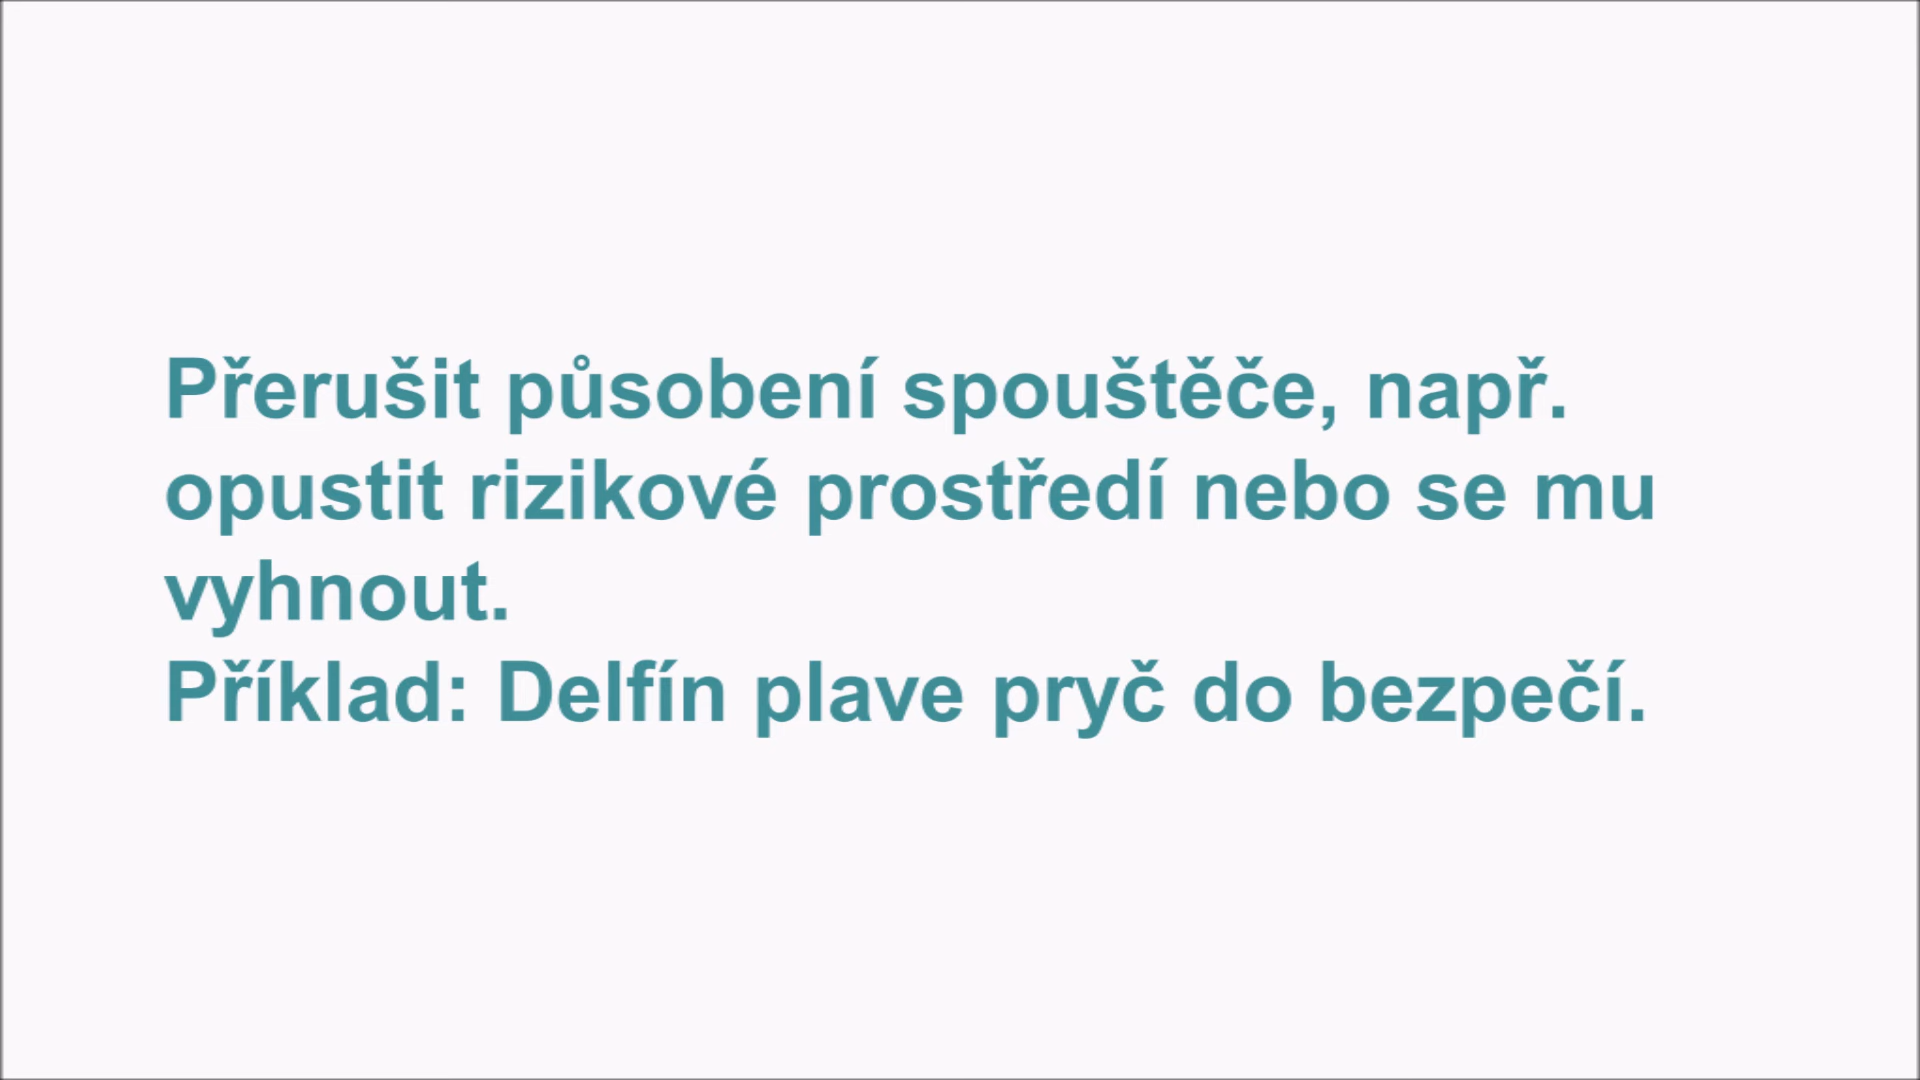 Přerušit působení spouštěče, např.
opustit rizikové prostředí nebo se mu
vyhnout.
Příklad: Delfín plave pryč do bezpečí.